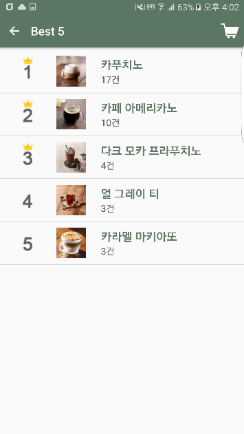 63% 오후 4:02
Best 5
1
카푸치노
17건
2
카페 아메리카노
10건
3
다크 모카 프라푸치노
4건
4
얼 그레이 티
3건
5
카라멜 마키아또
3건